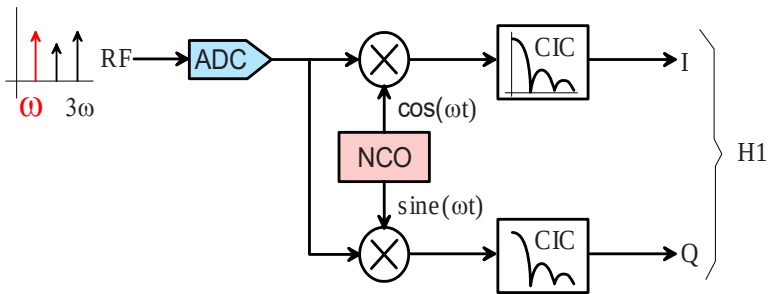 ω
3ω
RF
ADC
cos(ωt)
NCO
sine(ωt)
CIC
I
CIC
Q
H1